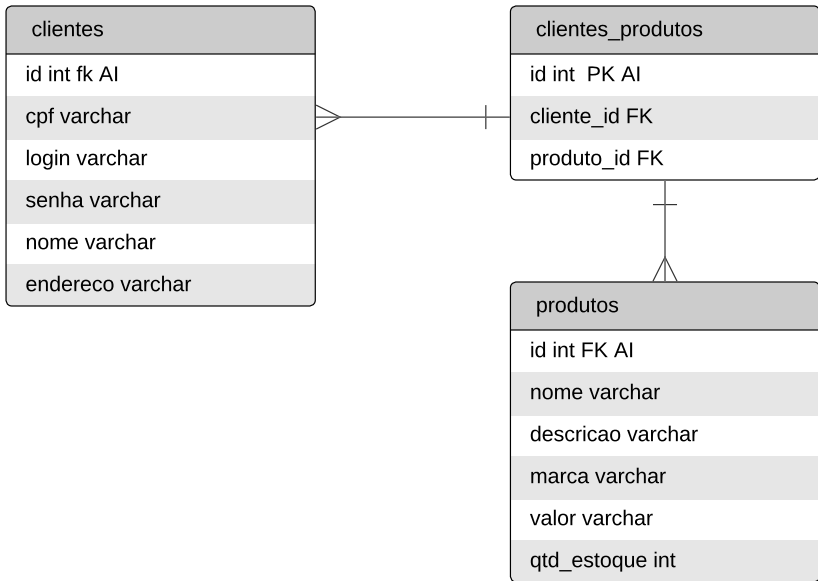 clientes
id int fk AI
cpf varchar
login varchar
senha varchar
nome varchar
endereco varchar
clientes_produtos
id int  PK AI
cliente_id FK
produto_id FK
produtos
id int FK AI
nome varchar
descricao varchar
marca varchar
valor varchar
qtd_estoque int